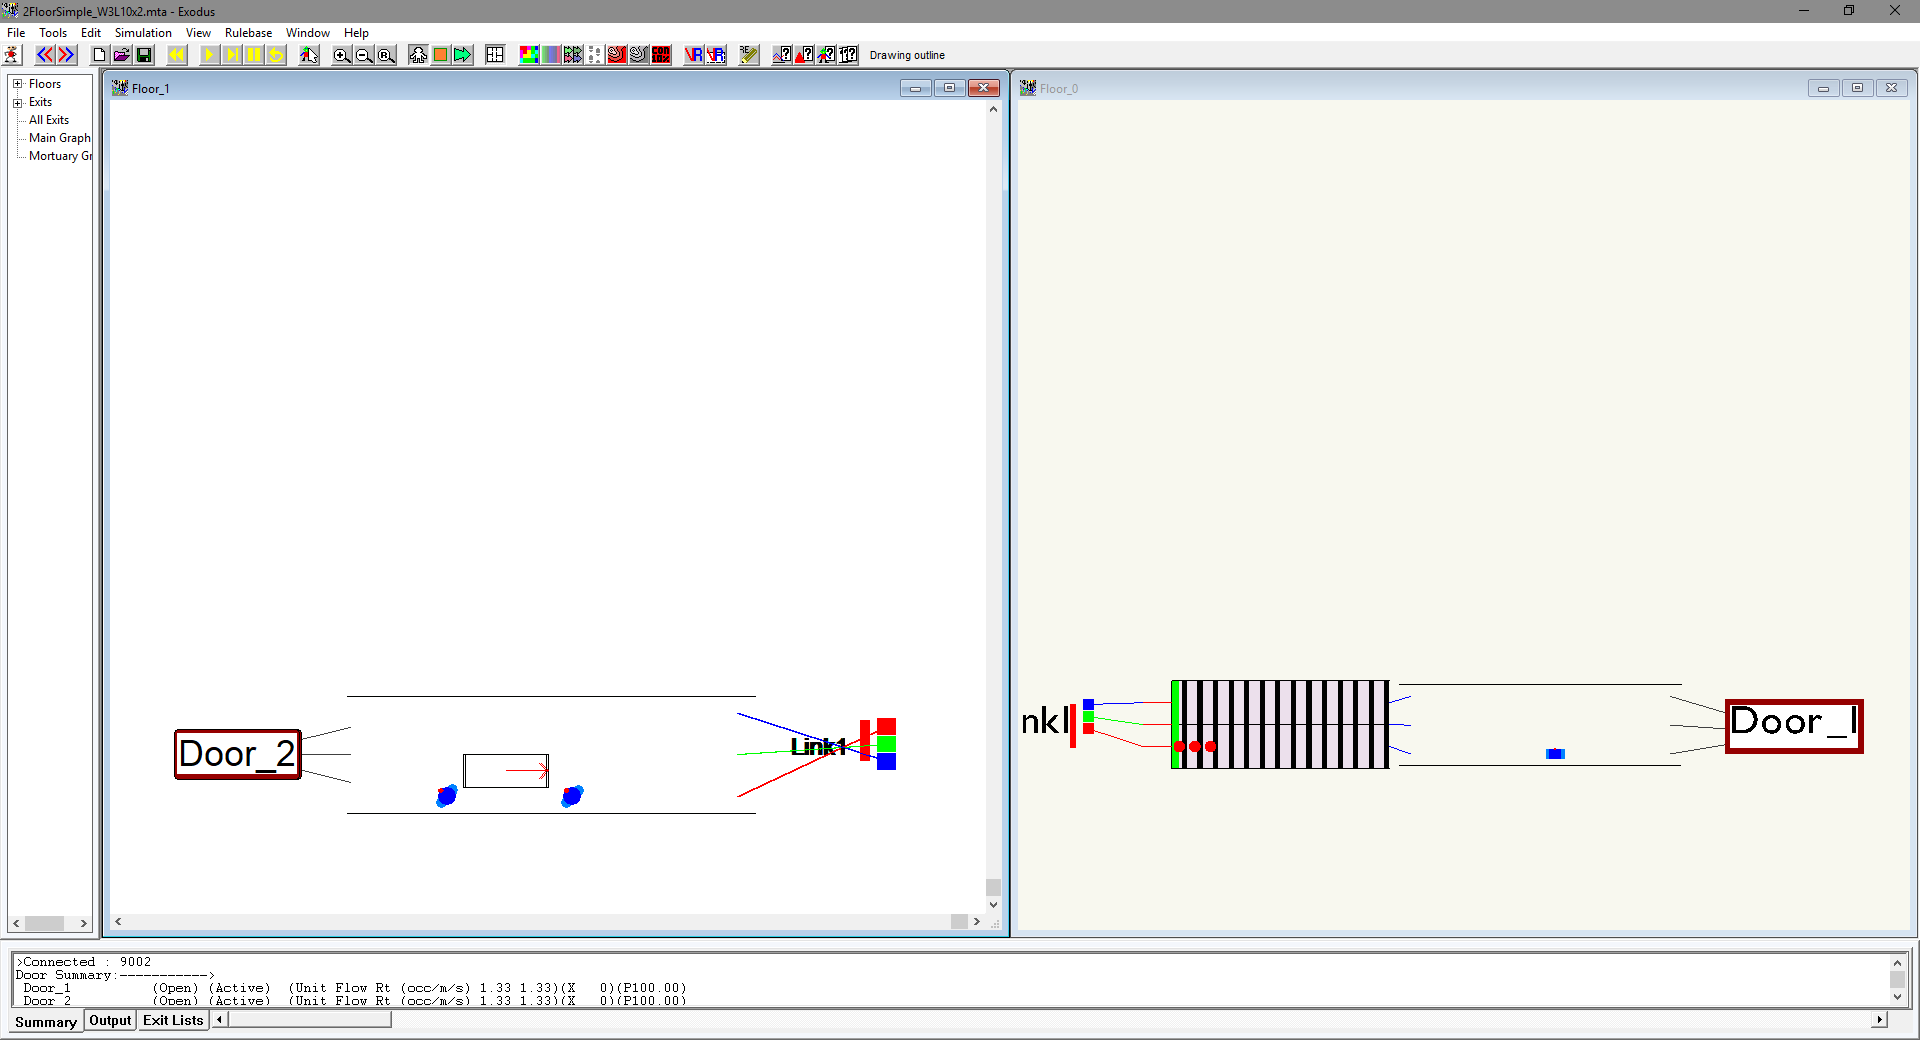 2FloorSimple_W3L10x2.mta - Exodus
File Tools Edit Simulation View Rulebase Window Help
Drawing outline
Floors
Exits
All Exits
Main Graph
Mortuary Gr
Floor_1
Door_2
Link1
Floor_0
nkl
Door_1
>Connected : 9002
Door Summary:----------->
Door_1 (Open) (Active) (Unit Flow Rt (occ/m/s) 1.33 1.33)(X 0)(P100.00)
Door_2 (Open) (Active) (Unit Flow Rt (occ/m/s) 1.33 1.33)(X 0)(P100.00)
Summary Output Exit Lists